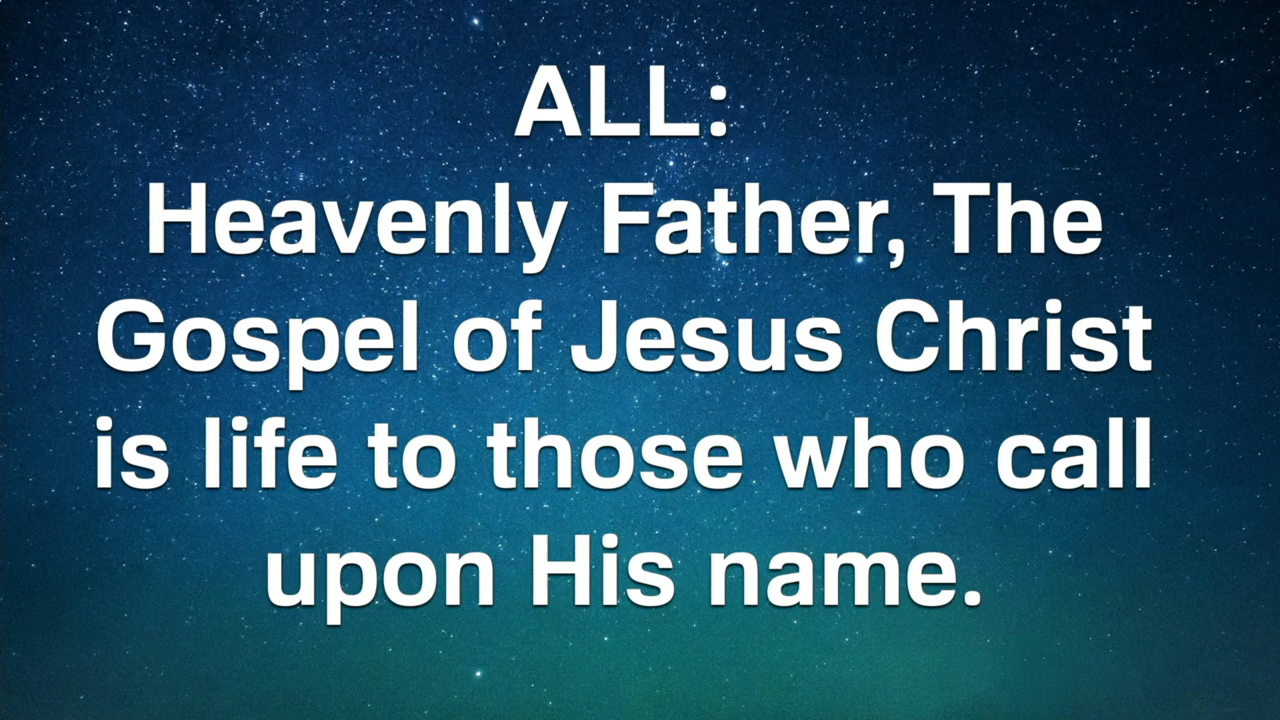 ALL:
Heavenly Father, The
Gospel of Jesus Christ
is life to those who call
upon His name.